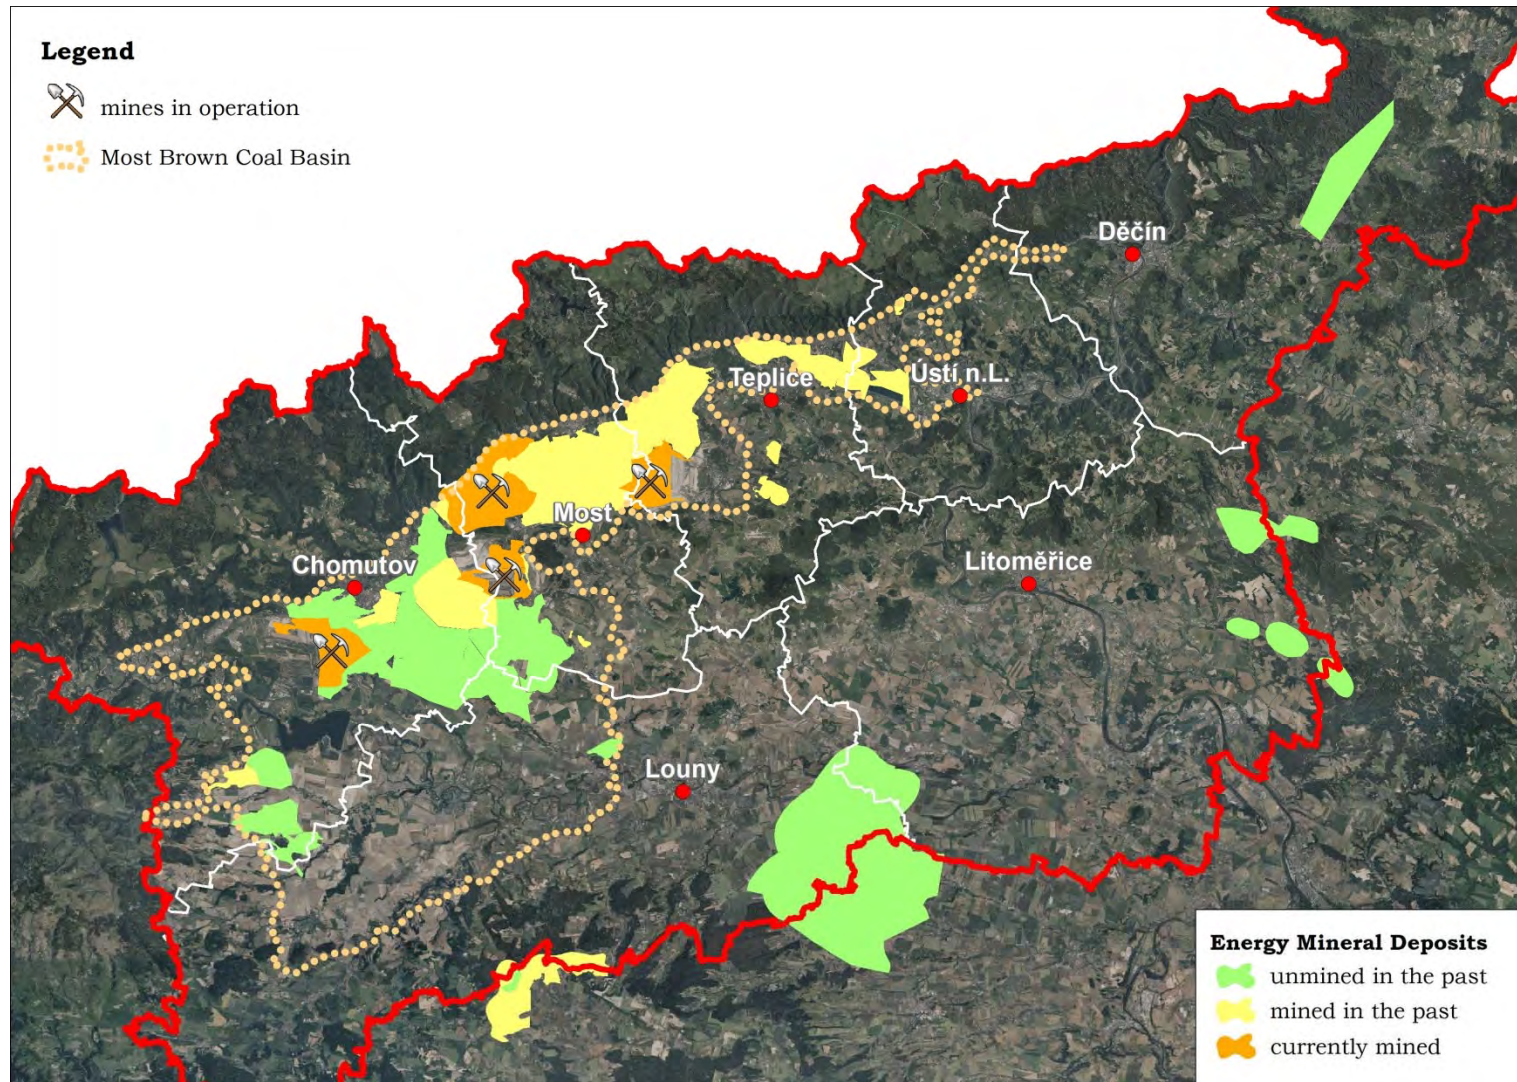 Legend
mines in operation
Most Brown Coal Basin
Děčín
Teplice
Ústí n.L.
Most
Chomutov
Litoměřice
Louny
Energy Mineral Deposits
unmined in the past
mined in the past
currently mined